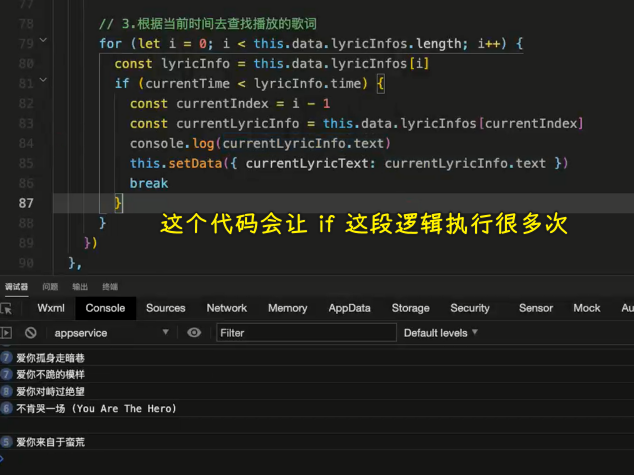 77
78 // 3.根据当前时间去查找播放的歌词
79 for (let i = 0; i < this.data.lyricInfos.length; i++) {
80 const lyricInfo = this.data.lyricInfos[i]
81 if (currentTime < lyricInfo.time) {
82 const currentIndex = i - 1
83 const currentLyricInfo = this.data.lyricInfos[currentIndex]
84 console.log(currentLyricInfo.text)
85 this.setData({ currentLyricText: currentLyricInfo.text })
86 break
87 }
88 }
这个代码会让 if 这段逻辑执行很多次
89 })
90 },
调试器 问题 输出 终端
Wxml Console Sources Network Memory AppData Storage Security Sensor Mock Au
appservice Filter Default levels
7 爱你孤身走暗巷
7 爱你不跪的模样
8 爱你对峙过绝望
6 不肯哭一场 (You Are The Hero)
5 爱你来自于蛮荒